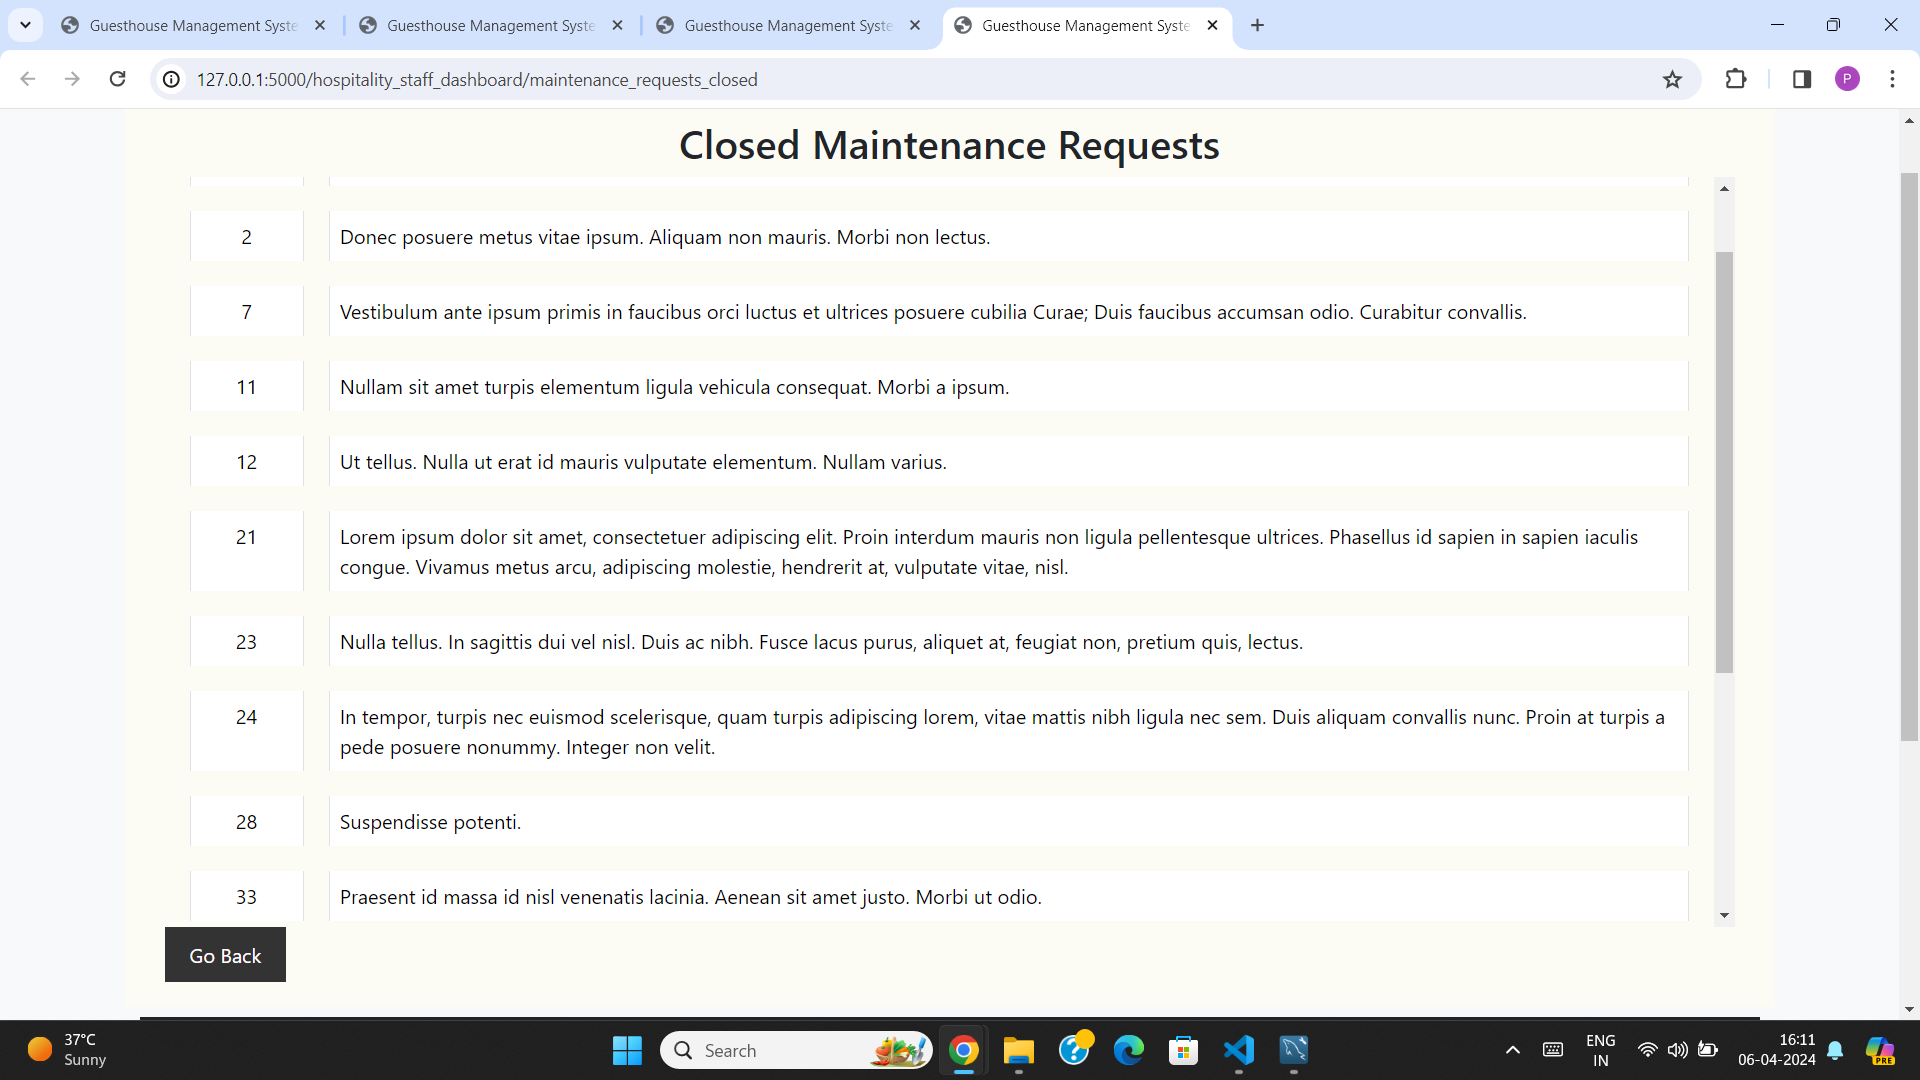 Guesthouse Management Syste
Guesthouse Management Syste
Guesthouse Management Syste
Guesthouse Management Syste
127.0.0.1:5000/hospitality_staff_dashboard/maintenance_requests_closed
P
Closed Maintenance Requests
2 Donec posuere metus vitae ipsum. Aliquam non mauris. Morbi non lectus.
7 Vestibulum ante ipsum primis in faucibus orci luctus et ultrices posuere cubilia Curae; Duis faucibus accumsan odio. Curabitur convallis.
11 Nullam sit amet turpis elementum ligula vehicula consequat. Morbi a ipsum.
12 Ut tellus. Nulla ut erat id mauris vulputate elementum. Nullam varius.
21 Lorem ipsum dolor sit amet, consectetuer adipiscing elit. Proin interdum mauris non ligula pellentesque ultrices. Phasellus id sapien in sapien iaculis
congue. Vivamus metus arcu, adipiscing molestie, hendrerit at, vulputate vitae, nisl.
23 Nulla tellus. In sagittis dui vel nisl. Duis ac nibh. Fusce lacus purus, aliquet at, feugiat non, pretium quis, lectus.
24 In tempor, turpis nec euismod scelerisque, quam turpis adipiscing lorem, vitae mattis nibh ligula nec sem. Duis aliquam convallis nunc. Proin at turpis a
pede posuere nonummy. Integer non velit.
28 Suspendisse potenti.
33 Praesent id massa id nisl venenatis lacinia. Aenean sit amet justo. Morbi ut odio.
Go Back
37°C
Sunny
Search
ENG
IN
16:11
06-04-2024
PRE